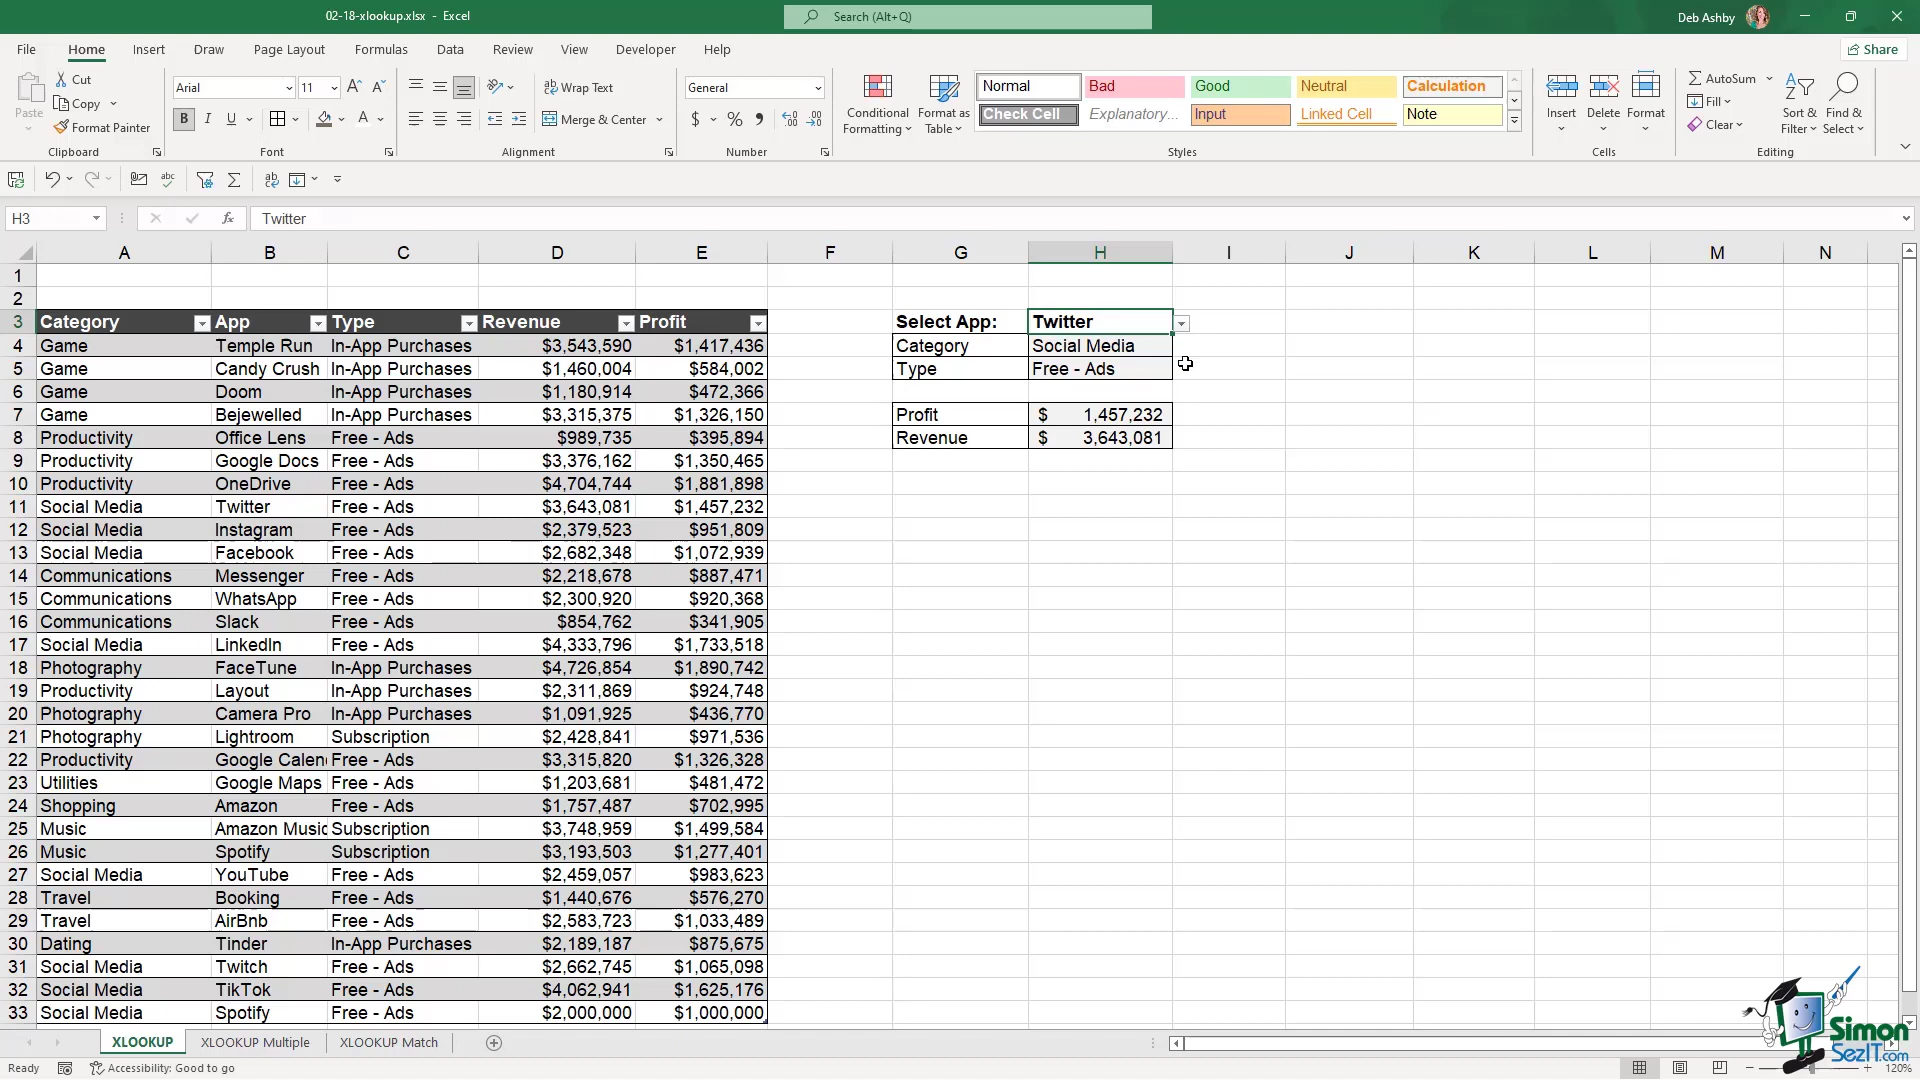 02-18-xlookup.xlsx - Excel
Search (Alt+Q)
Deb Ashby
File Home Insert Draw Page Layout Formulas Data Review View Developer Help
Share
Paste
Cut
Copy
Format Painter
Clipboard
Arial 11
B I U
Font
Wrap Text
Merge & Center
Alignment
General
$ % 9
Number
Conditional Formatting
Format as Table
Normal Bad Good Neutral Calculation
Check Cell Explanatory... Input Linked Cell Note
Styles
Insert Delete Format
Cells
AutoSum
Fill
Clear
Sort & Filter
Find & Select
Editing
H3 fx Twitter
A B C D E F G H I J K L M N
1
2
3 Category App Type Revenue Profit Select App: Twitter
4 Game Temple Run In-App Purchases $3,543,590 $1,417,436 Category Social Media
5 Game Candy Crush In-App Purchases $1,460,004 $584,002 Type Free - Ads
6 Game Doom In-App Purchases $1,180,914 $472,366
7 Game Bejewelled In-App Purchases $3,315,375 $1,326,150 Profit $ 1,457,232
8 Productivity Office Lens Free - Ads $989,735 $395,894 Revenue $ 3,643,081
9 Productivity Google Docs Free - Ads $3,376,162 $1,350,465
10 Productivity OneDrive Free - Ads $4,704,744 $1,881,898
11 Social Media Twitter Free - Ads $3,643,081 $1,457,232
12 Social Media Instagram Free - Ads $2,379,523 $951,809
13 Social Media Facebook Free - Ads $2,682,348 $1,072,939
14 Communications Messenger Free - Ads $2,218,678 $887,471
15 Communications WhatsApp Free - Ads $2,300,920 $920,368
16 Communications Slack Free - Ads $854,762 $341,905
17 Social Media LinkedIn Free - Ads $4,333,796 $1,733,518
18 Photography FaceTune In-App Purchases $4,726,854 $1,890,742
19 Productivity Layout In-App Purchases $2,311,869 $924,748
20 Photography Camera Pro In-App Purchases $1,091,925 $436,770
21 Photography Lightroom Subscription $2,428,841 $971,536
22 Productivity Google Calen Free - Ads $3,315,820 $1,326,328
23 Utilities Google Maps Free - Ads $1,203,681 $481,472
24 Shopping Amazon Free - Ads $1,757,487 $702,995
25 Music Amazon Music Subscription $3,748,959 $1,499,584
26 Music Spotify Subscription $3,193,503 $1,277,401
27 Social Media YouTube Free - Ads $2,459,057 $983,623
28 Travel Booking Free - Ads $1,440,676 $576,270
29 Travel AirBnb Free - Ads $2,583,723 $1,033,489
30 Dating Tinder In-App Purchases $2,189,187 $875,675
31 Social Media Twitch Free - Ads $2,662,745 $1,065,098
32 Social Media TikTok Free - Ads $4,062,941 $1,625,176
33 Social Media Spotify Free - Ads $2,000,000 $1,000,000
XLOOKUP XLOOKUP Multiple XLOOKUP Match
Simon
SezIT.com
Ready Accessibility: Good to go 120%